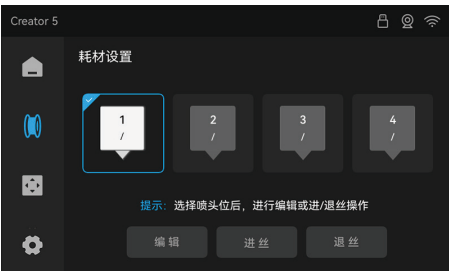 Creator 5
耗材设置
1 2 3 4
/ / / /
提示：选择喷头位后，进行编辑或进/退丝操作
编辑 进丝 退丝